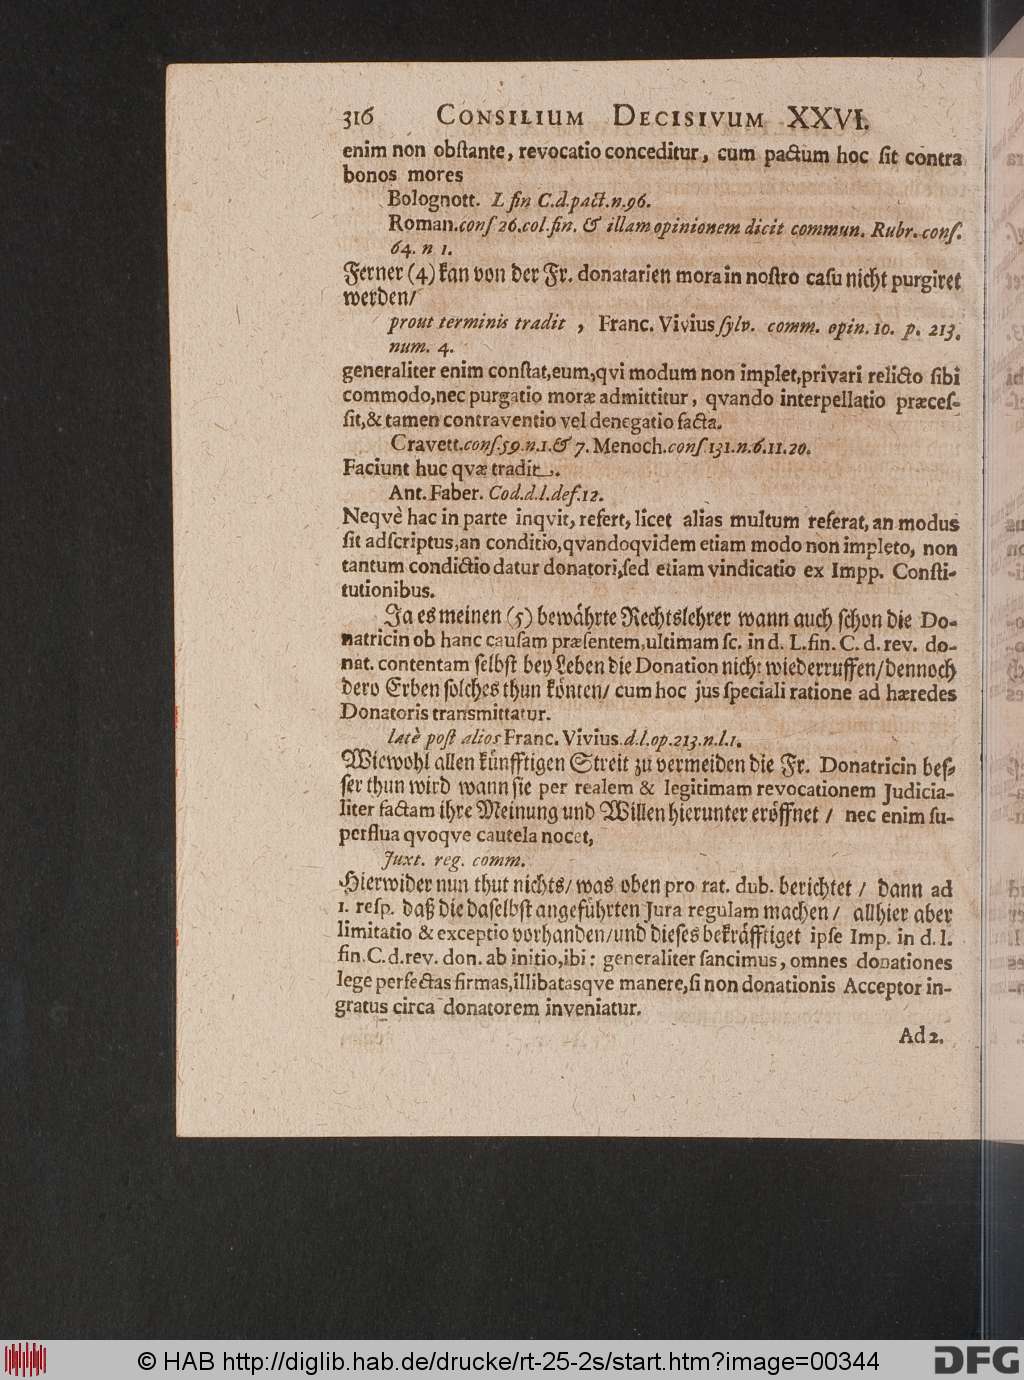 316 CONSILIUM DECISIVUM XXVI.
enim non obſtante, revocatio conceditur, cum pactum hoc ſit contra
bonos mores
Bolognott. L fin C.d.pact.n.96.
Roman.conſ 26.col.fin. & illam opinionem dicit commun. Rubr.conſ.
64. n 1.
Ferner (4) kan von der Fr. donatarien mora in noſtro caſu nicht purgiret
werden/
prout terminis tradit , Franc. Vivius ſylv. comm. opin. 10. p. 213.
num. 4.
generaliter enim conſtat,eum,qvi modum non implet,privari relicto ſibi
commodo,nec purgatio moræ admittitur, qvando interpellatio præceſ-
ſit,& tamen contraventio vel denegatio facta.
Cravett.conſ.59.n.1.& 7. Menoch.conſ.131.n.6.11.20.
Faciunt huc qvæ tradit.
Ant. Faber. Cod.d.l.def.12.
Neqvè hac in parte inqvit, refert, licet alias multum referat, an modus
ſit adſcriptus,an conditio,qvandoqvidem etiam modo non impleto, non
tantum condictio datur donatori,ſed etiam vindicatio ex Impp. Conſti-
tutionibus.
Ja es meinen (5) bewährte Rechtslehrer wann auch ſchon die Do-
natricin ob hanc cauſam præſentem,ultimam ſc. in d. L.fin. C. d. rev. do-
nat. contentam ſelbſt bey Leben die Donation nicht wiederruffen/dennoch
dero Erben ſolches thun könten/ cum hoc jus ſpeciali ratione ad hæredes
Donatoris transmittatur.
latè poſt alios Franc. Vivius.d.l.op.213.n.l.1.
Wiewohl allen künfftigen Streit zu vermeiden die Fr. Donatricin beſ-
ſer thun wird wann ſie per realem & legitimam revocationem Judicia-
liter factam ihre Meinung und Willen hierunter eröffnet / nec enim ſu-
perflua qvoqve cautela nocet,
Juxt. reg. comm.
Hierwider nun thut nichts/ was oben pro rat. dub. berichtet / dann ad
1. reſp. daß die daſelbſt angeführten Jura regulam machen / allhier aber
limitatio & exceptio vorhanden/und dieſes bekräfftiget ipſe Imp. in d. l.
fin.C.d.rev. don. ab initio,ibi: generaliter ſancimus, omnes donationes
lege perfectas firmas,illibatasqve manere,ſi non donationis Acceptor in-
gratus circa donatorem inveniatur.
Ad 2.
© HAB http://diglib.hab.de/drucke/rt-25-2s/start.htm?image=00344
DFG